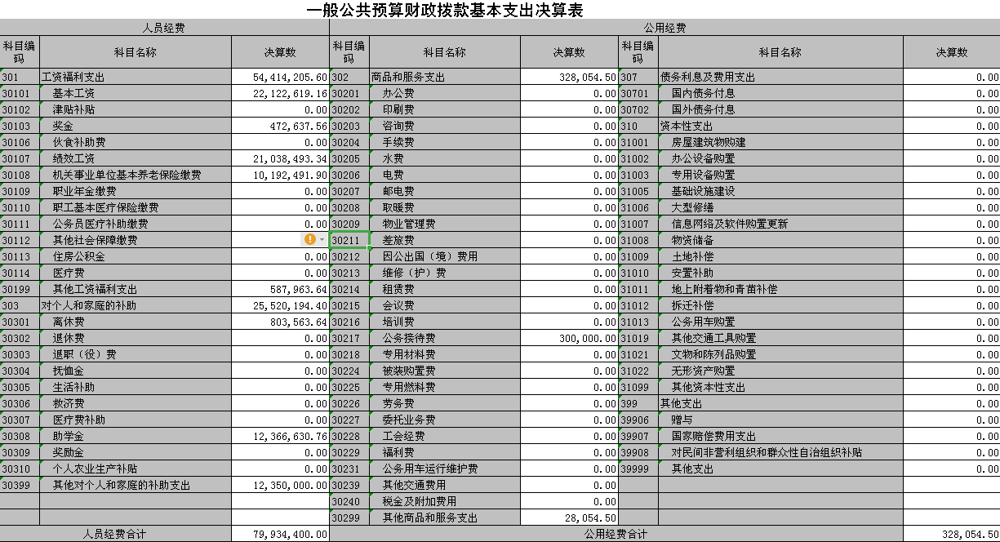 一般公共预算财政拨款基本支出决算表
人员经费 公用经费
科目编码 科目名称 决算数 科目编码 科目名称 决算数 科目编码 科目名称 决算数
301 工资福利支出 54,414,205.60 302 商品和服务支出 328,054.50 307 债务利息及费用支出 0.00
30101 基本工资 22,122,619.16 30201 办公费 0.00 30701 国内债务付息 0.00
30102 津贴补贴 0.00 30202 印刷费 0.00 30702 国外债务付息 0.00
30103 奖金 472,637.56 30203 咨询费 0.00 310 资本性支出 0.00
30106 伙食补助费 0.00 30204 手续费 0.00 31001 房屋建筑物购建 0.00
30107 绩效工资 21,038,493.34 30205 水费 0.00 31002 办公设备购置 0.00
30108 机关事业单位基本养老保险缴费 10,192,491.90 30206 电费 0.00 31003 专用设备购置 0.00
30109 职业年金缴费 0.00 30207 邮电费 0.00 31005 基础设施建设 0.00
30110 职工基本医疗保险缴费 0.00 30208 取暖费 0.00 31006 大型修缮 0.00
30111 公务员医疗补助缴费 0.00 30209 物业管理费 0.00 31007 信息网络及软件购置更新 0.00
30112 其他社会保障缴费 30211 差旅费 0.00 31008 物资储备 0.00
30113 住房公积金 0.00 30212 因公出国（境）费用 0.00 31009 土地补偿 0.00
30114 医疗费 0.00 30213 维修（护）费 0.00 31010 安置补助 0.00
30199 其他工资福利支出 587,963.64 30214 租赁费 0.00 31011 地上附着物和青苗补偿 0.00
303 对个人和家庭的补助 25,520,194.40 30215 会议费 0.00 31012 拆迁补偿 0.00
30301 离休费 803,563.64 30216 培训费 0.00 31013 公务用车购置 0.00
30302 退休费 0.00 30217 公务接待费 300,000.00 31019 其他交通工具购置 0.00
30303 退职（役）费 0.00 30218 专用材料费 0.00 31021 文物和陈列品购置 0.00
30304 抚恤金 0.00 30224 被装购置费 0.00 31022 无形资产购置 0.00
30305 生活补助 0.00 30225 专用燃料费 0.00 31099 其他资本性支出 0.00
30306 救济费 0.00 30226 劳务费 0.00 399 其他支出 0.00
30307 医疗费补助 0.00 30227 委托业务费 0.00 39906 赠与 0.00
30308 助学金 12,366,630.76 30228 工会经费 0.00 39907 国家赔偿费用支出 0.00
30309 奖励金 0.00 30229 福利费 0.00 39908 对民间非营利组织和群众性自治组织补贴 0.00
30310 个人农业生产补贴 0.00 30231 公务用车运行维护费 0.00 39999 其他支出 0.00
30399 其他对个人和家庭的补助支出 12,350,000.00 30239 其他交通费用 0.00
30240 税金及附加费用 0.00
30299 其他商品和服务支出 28,054.50
人员经费合计 79,934,400.00 公用经费合计 328,054.50